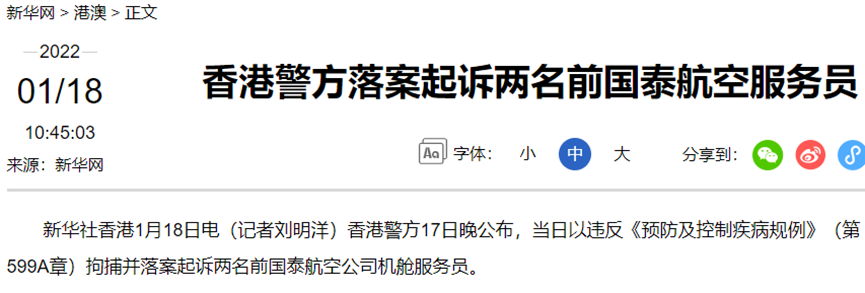 新华网 > 港澳 > 正文
2022
01/18
10:45:03
来源：新华网
香港警方落案起诉两名前国泰航空服务员
Aa 字体： 小 中 大 分享到：
新华社香港1月18日电（记者刘明洋）香港警方17日晚公布，当日以违反《预防及控制疾病规例》（第
599A章）拘捕并落案起诉两名前国泰航空公司机舱服务员。